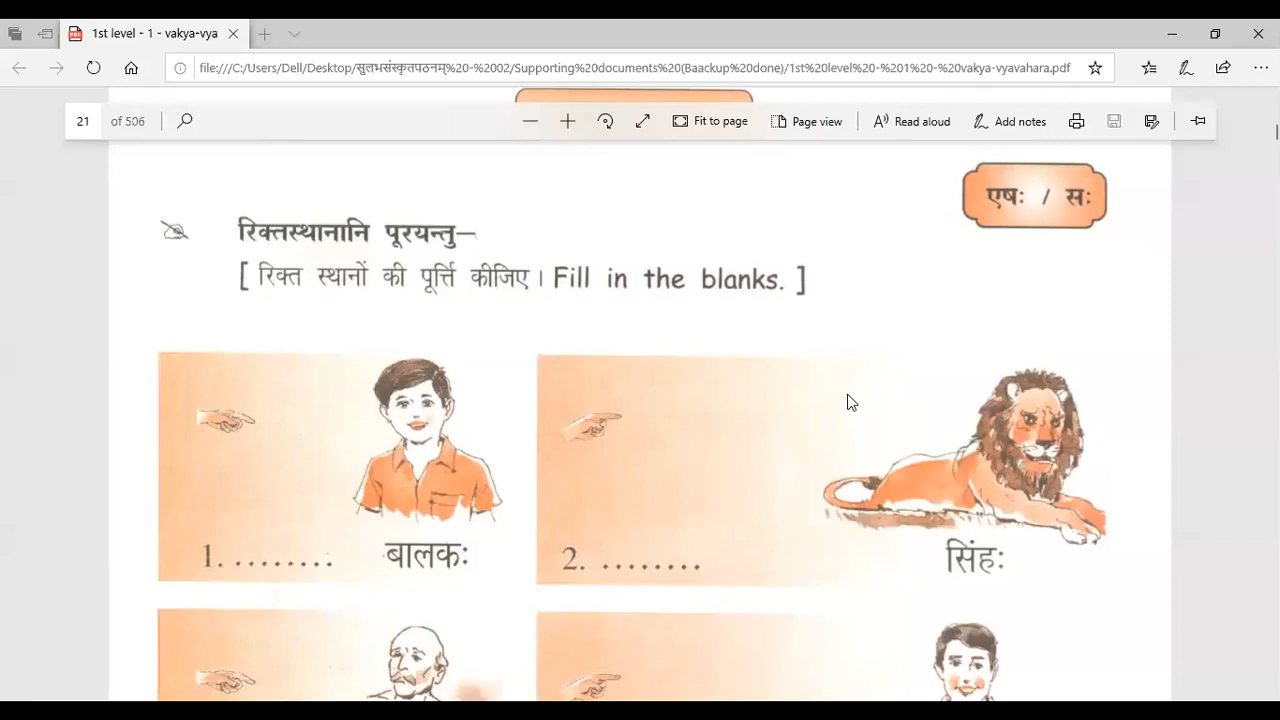 1st level - 1 - vakya-vya
file:///C:/Users/Dell/Desktop/सुलभसंस्कृतपठनम्%20-%2002/Supporting%20documents%20(Baackup%20done)/1st%20level%20-%201%20-%20vakya-vyavahara.pdf
21 of 506 Fit to page Page view Read aloud Add notes
एषः / सः
रिक्तस्थानानि पूरयन्तु–
[ रिक्त स्थानों की पूर्त्ति कीजिए । Fill in the blanks. ]
1. ........ बालकः
2. ........ सिंहः